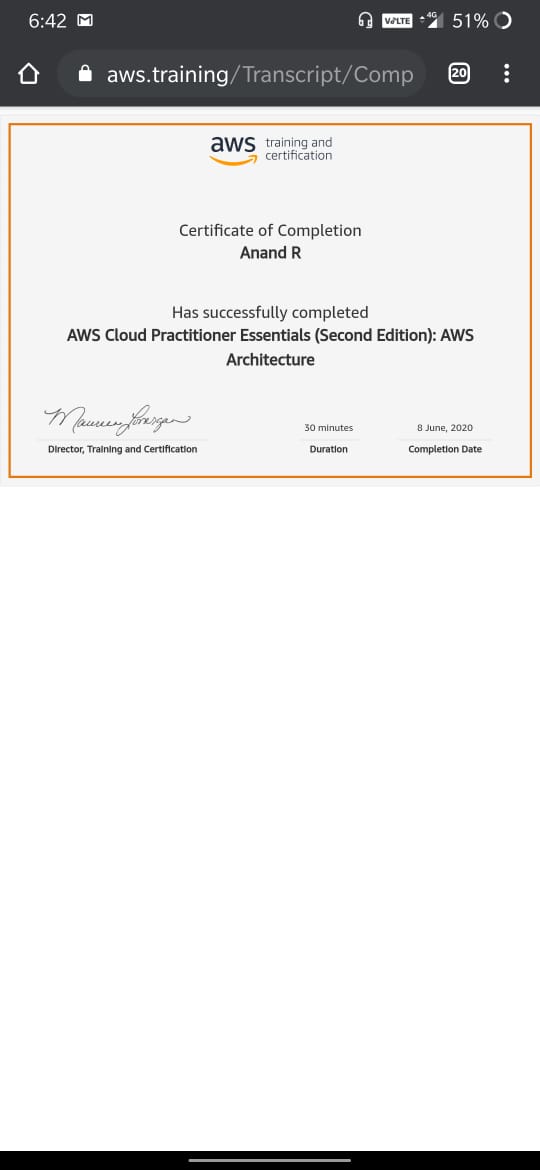 6:42
VoLTE 4G 51%
aws.training/Transcript/Comp
20
aws training and
certification
Certificate of Completion
Anand R
Has successfully completed
AWS Cloud Practitioner Essentials (Second Edition): AWS
Architecture
Maureen Lonergan
30 minutes
8 June, 2020
Director, Training and Certification
Duration
Completion Date